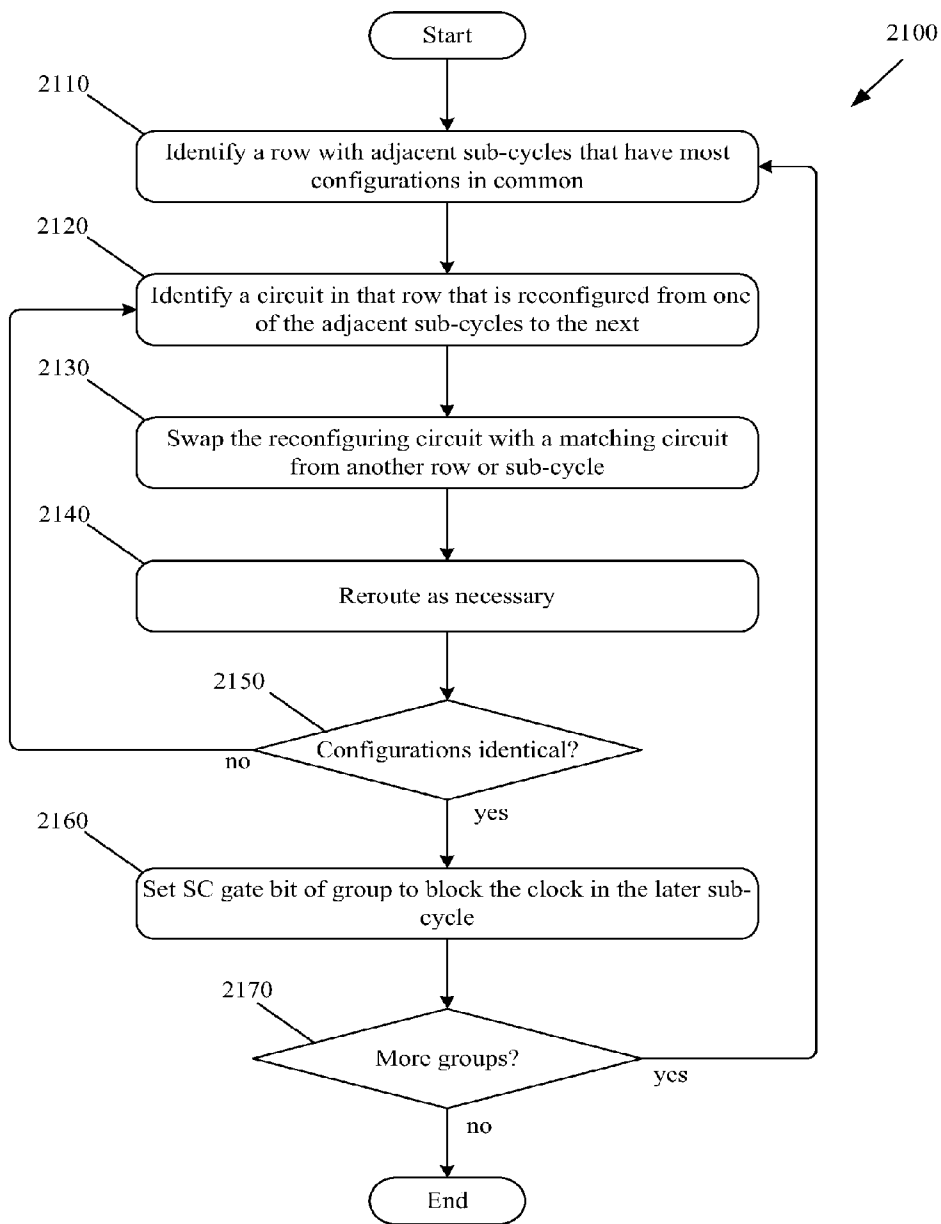 Start
2100
2110
Identify a row with adjacent sub-cycles that have most
configurations in common
2120
Identify a circuit in that row that is reconfigured from one
of the adjacent sub-cycles to the next
2130
Swap the reconfiguring circuit with a matching circuit
from another row or sub-cycle
2140
Reroute as necessary
2150
Configurations identical?
no
yes
2160
Set SC gate bit of group to block the clock in the later sub-
cycle
2170
More groups?
yes
no
End